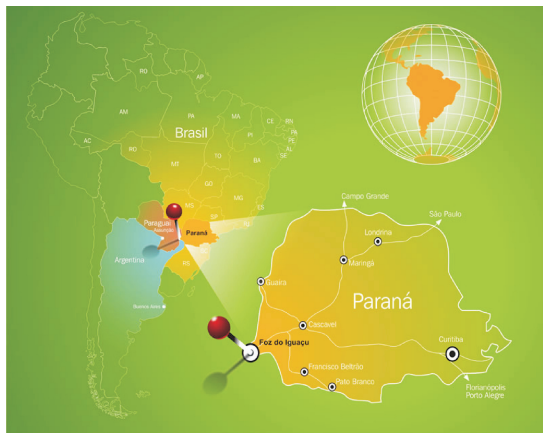 RO
AP
AM
PA
MA
CE
RN
PB
PE
AL
SE
PI
AC
RO
TO
BA
Brasil
MT
GO
MG
ES
MS
SP
RJ
Paraguai
Assunção
Paraná
Argentina
RS
Buenos Aires
Campo Grande
São Paulo
Londrina
Maringá
Guaíra
Paraná
Cascavel
Foz do Iguaçu
Curitiba
Francisco Beltrão
Pato Branco
Florianópolis
Porto Alegre